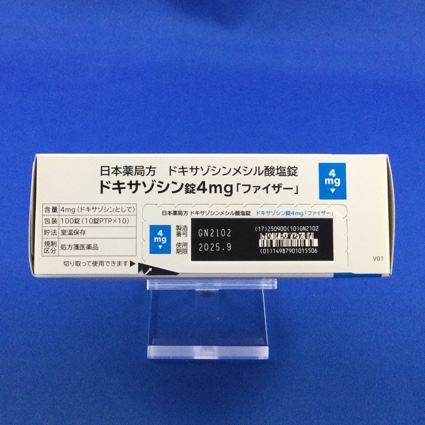 日本薬局方 ドキサゾシンメシル酸塩錠
ドキサゾシン錠4mg「ファイザー」
4
mg
含量 4mg(ドキサゾシンとして)
包装 100錠(10錠PTP×10)
貯法 室温保存
規制区分 処方箋医薬品
切り取って使用できます▶
日本薬局方 ドキサゾシンメシル酸塩錠 ドキサゾシン錠4mg「ファイザー」
4
mg
製造番号 GN2102
使用期限 2025.9
(17)250900(10)GN2102
(01)14987901015506
V01